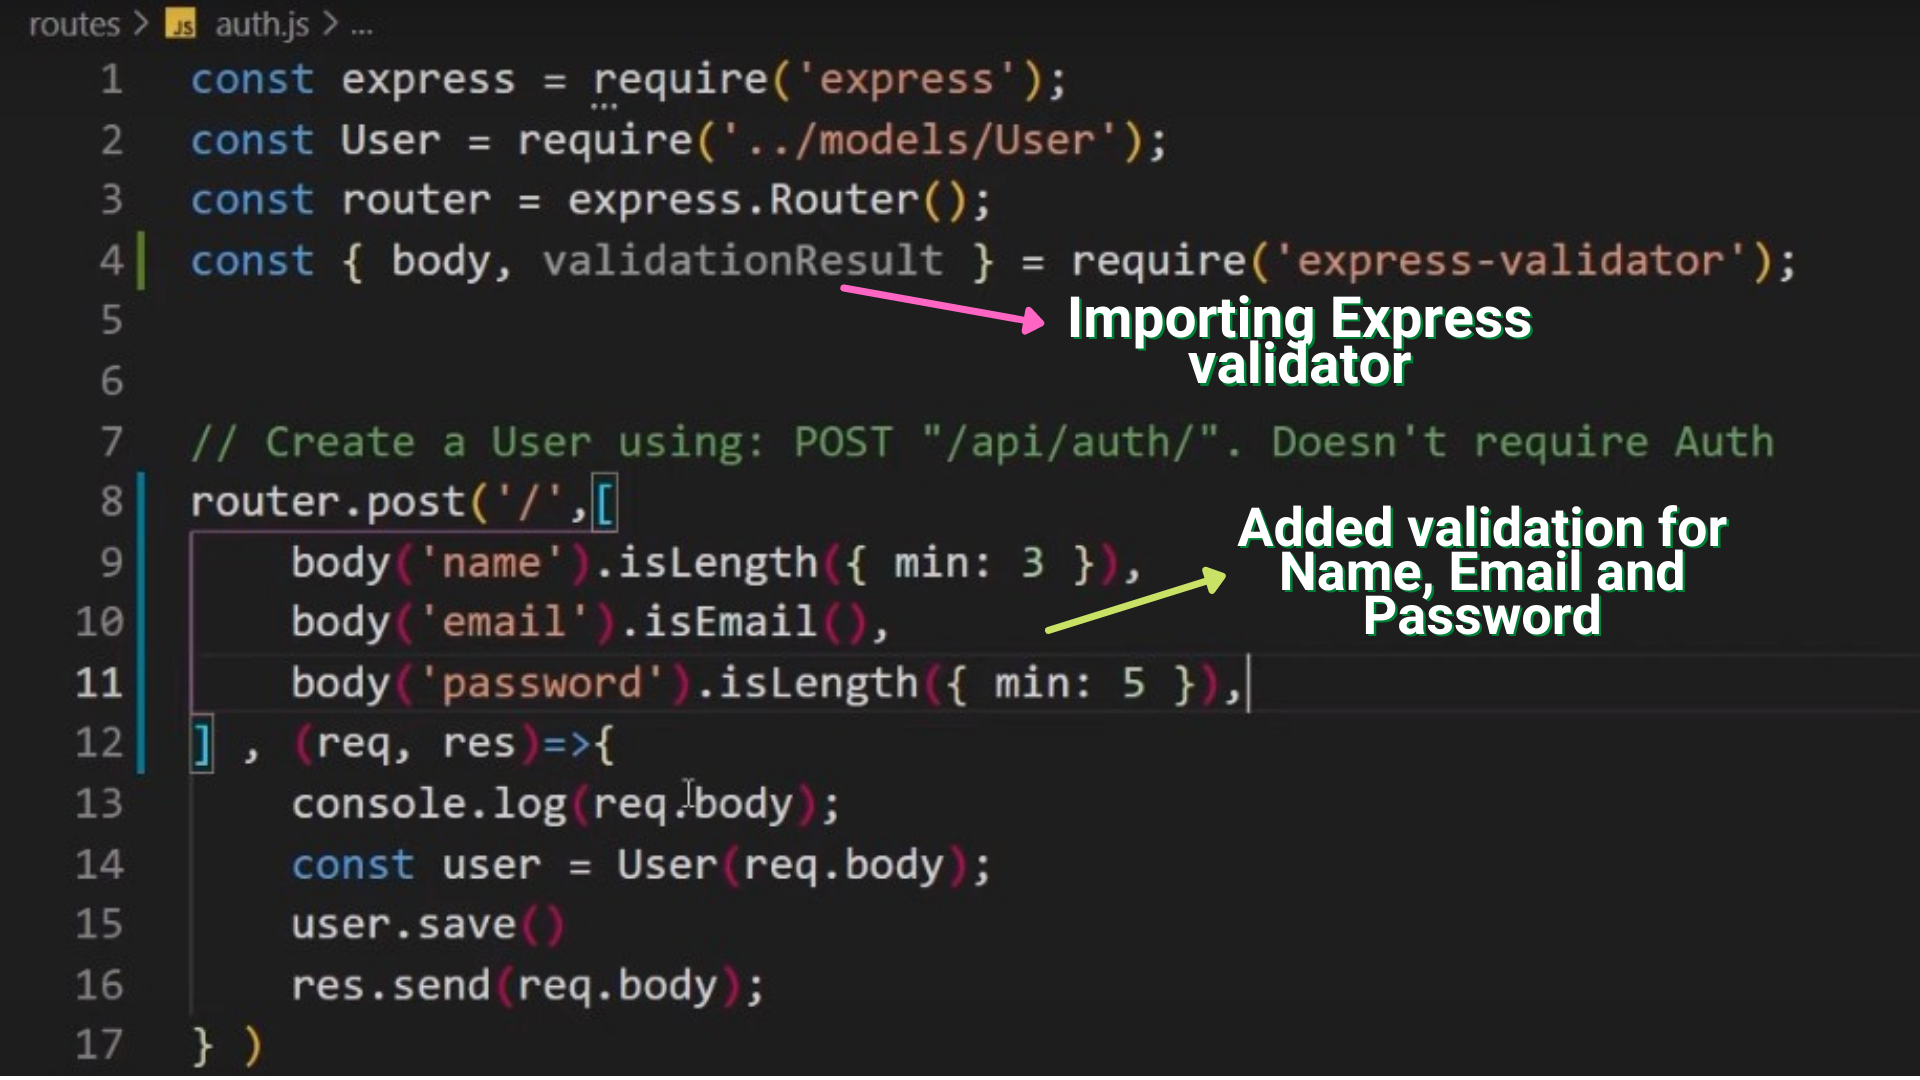 routes > JS auth.js > ...
1 const express = require('express');
2 const User = require('../models/User');
3 const router = express.Router();
4 const { body, validationResult } = require('express-validator');
Importing Express
validator
5
6
7 // Create a User using: POST "/api/auth/". Doesn't require Auth
8 router.post('/',[
Added validation for
Name, Email and
Password
9 body('name').isLength({ min: 3 }),
10 body('email').isEmail(),
11 body('password').isLength({ min: 5 }),
12 ] , (req, res)=>{
13 console.log(req.body);
14 const user = User(req.body);
15 user.save()
16 res.send(req.body);
17 } )